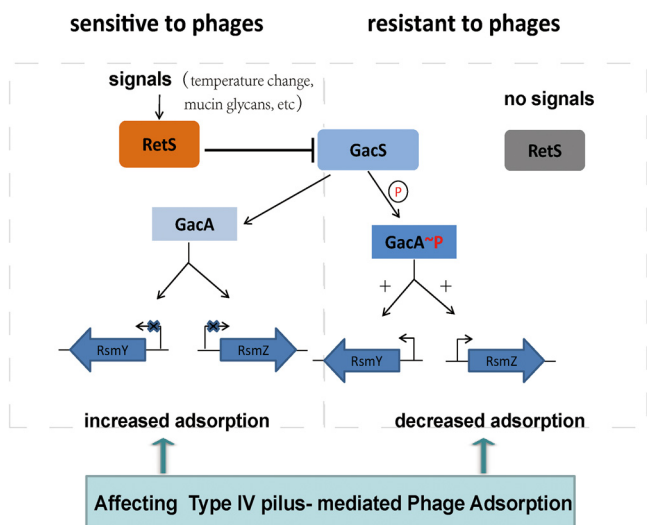 sensitive to phages
resistant to phages
signals (temperature change,
mucin glycans, etc)
no signals
RetS
GacS
RetS
P
GacA
GacA~P
+
+
RsmY
RsmZ
RsmY
RsmZ
increased adsorption
decreased adsorption
Affecting Type IV pilus- mediated Phage Adsorption